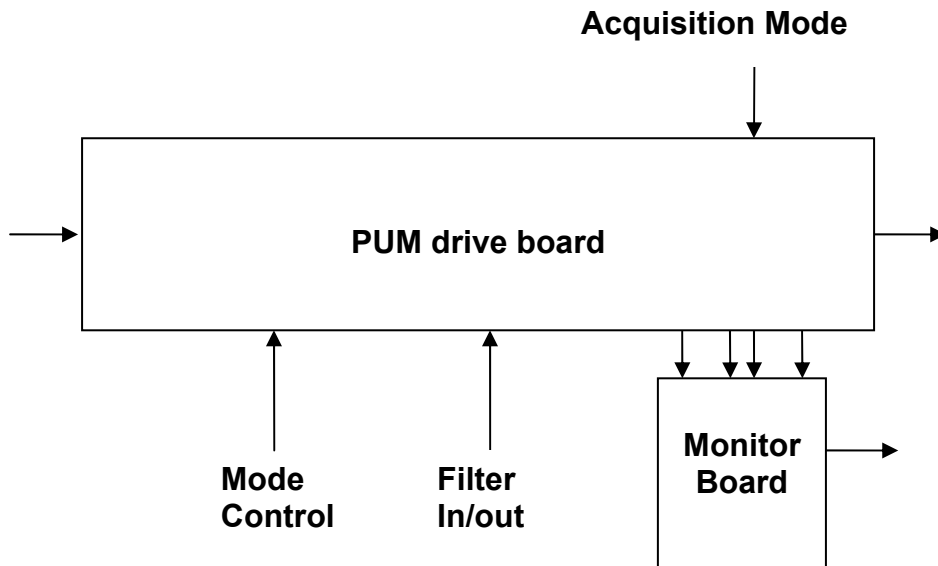 Acquisition Mode
PUM drive board
Mode
Control
Filter
In/out
Monitor
Board